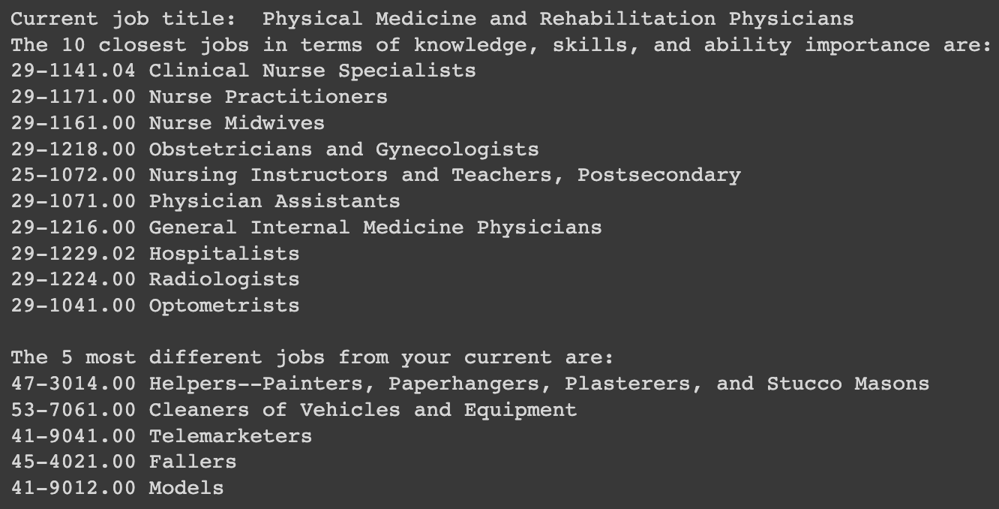 Current job title:  Physical Medicine and Rehabilitation Physicians
The 10 closest jobs in terms of knowledge, skills, and ability importance are:
29-1141.04 Clinical Nurse Specialists
29-1171.00 Nurse Practitioners
29-1161.00 Nurse Midwives
29-1218.00 Obstetricians and Gynecologists
25-1072.00 Nursing Instructors and Teachers, Postsecondary
29-1071.00 Physician Assistants
29-1216.00 General Internal Medicine Physicians
29-1229.02 Hospitalists
29-1224.00 Radiologists
29-1041.00 Optometrists
The 5 most different jobs from your current are:
47-3014.00 Helpers--Painters, Paperhangers, Plasterers, and Stucco Masons
53-7061.00 Cleaners of Vehicles and Equipment
41-9041.00 Telemarketers
45-4021.00 Fallers
41-9012.00 Models